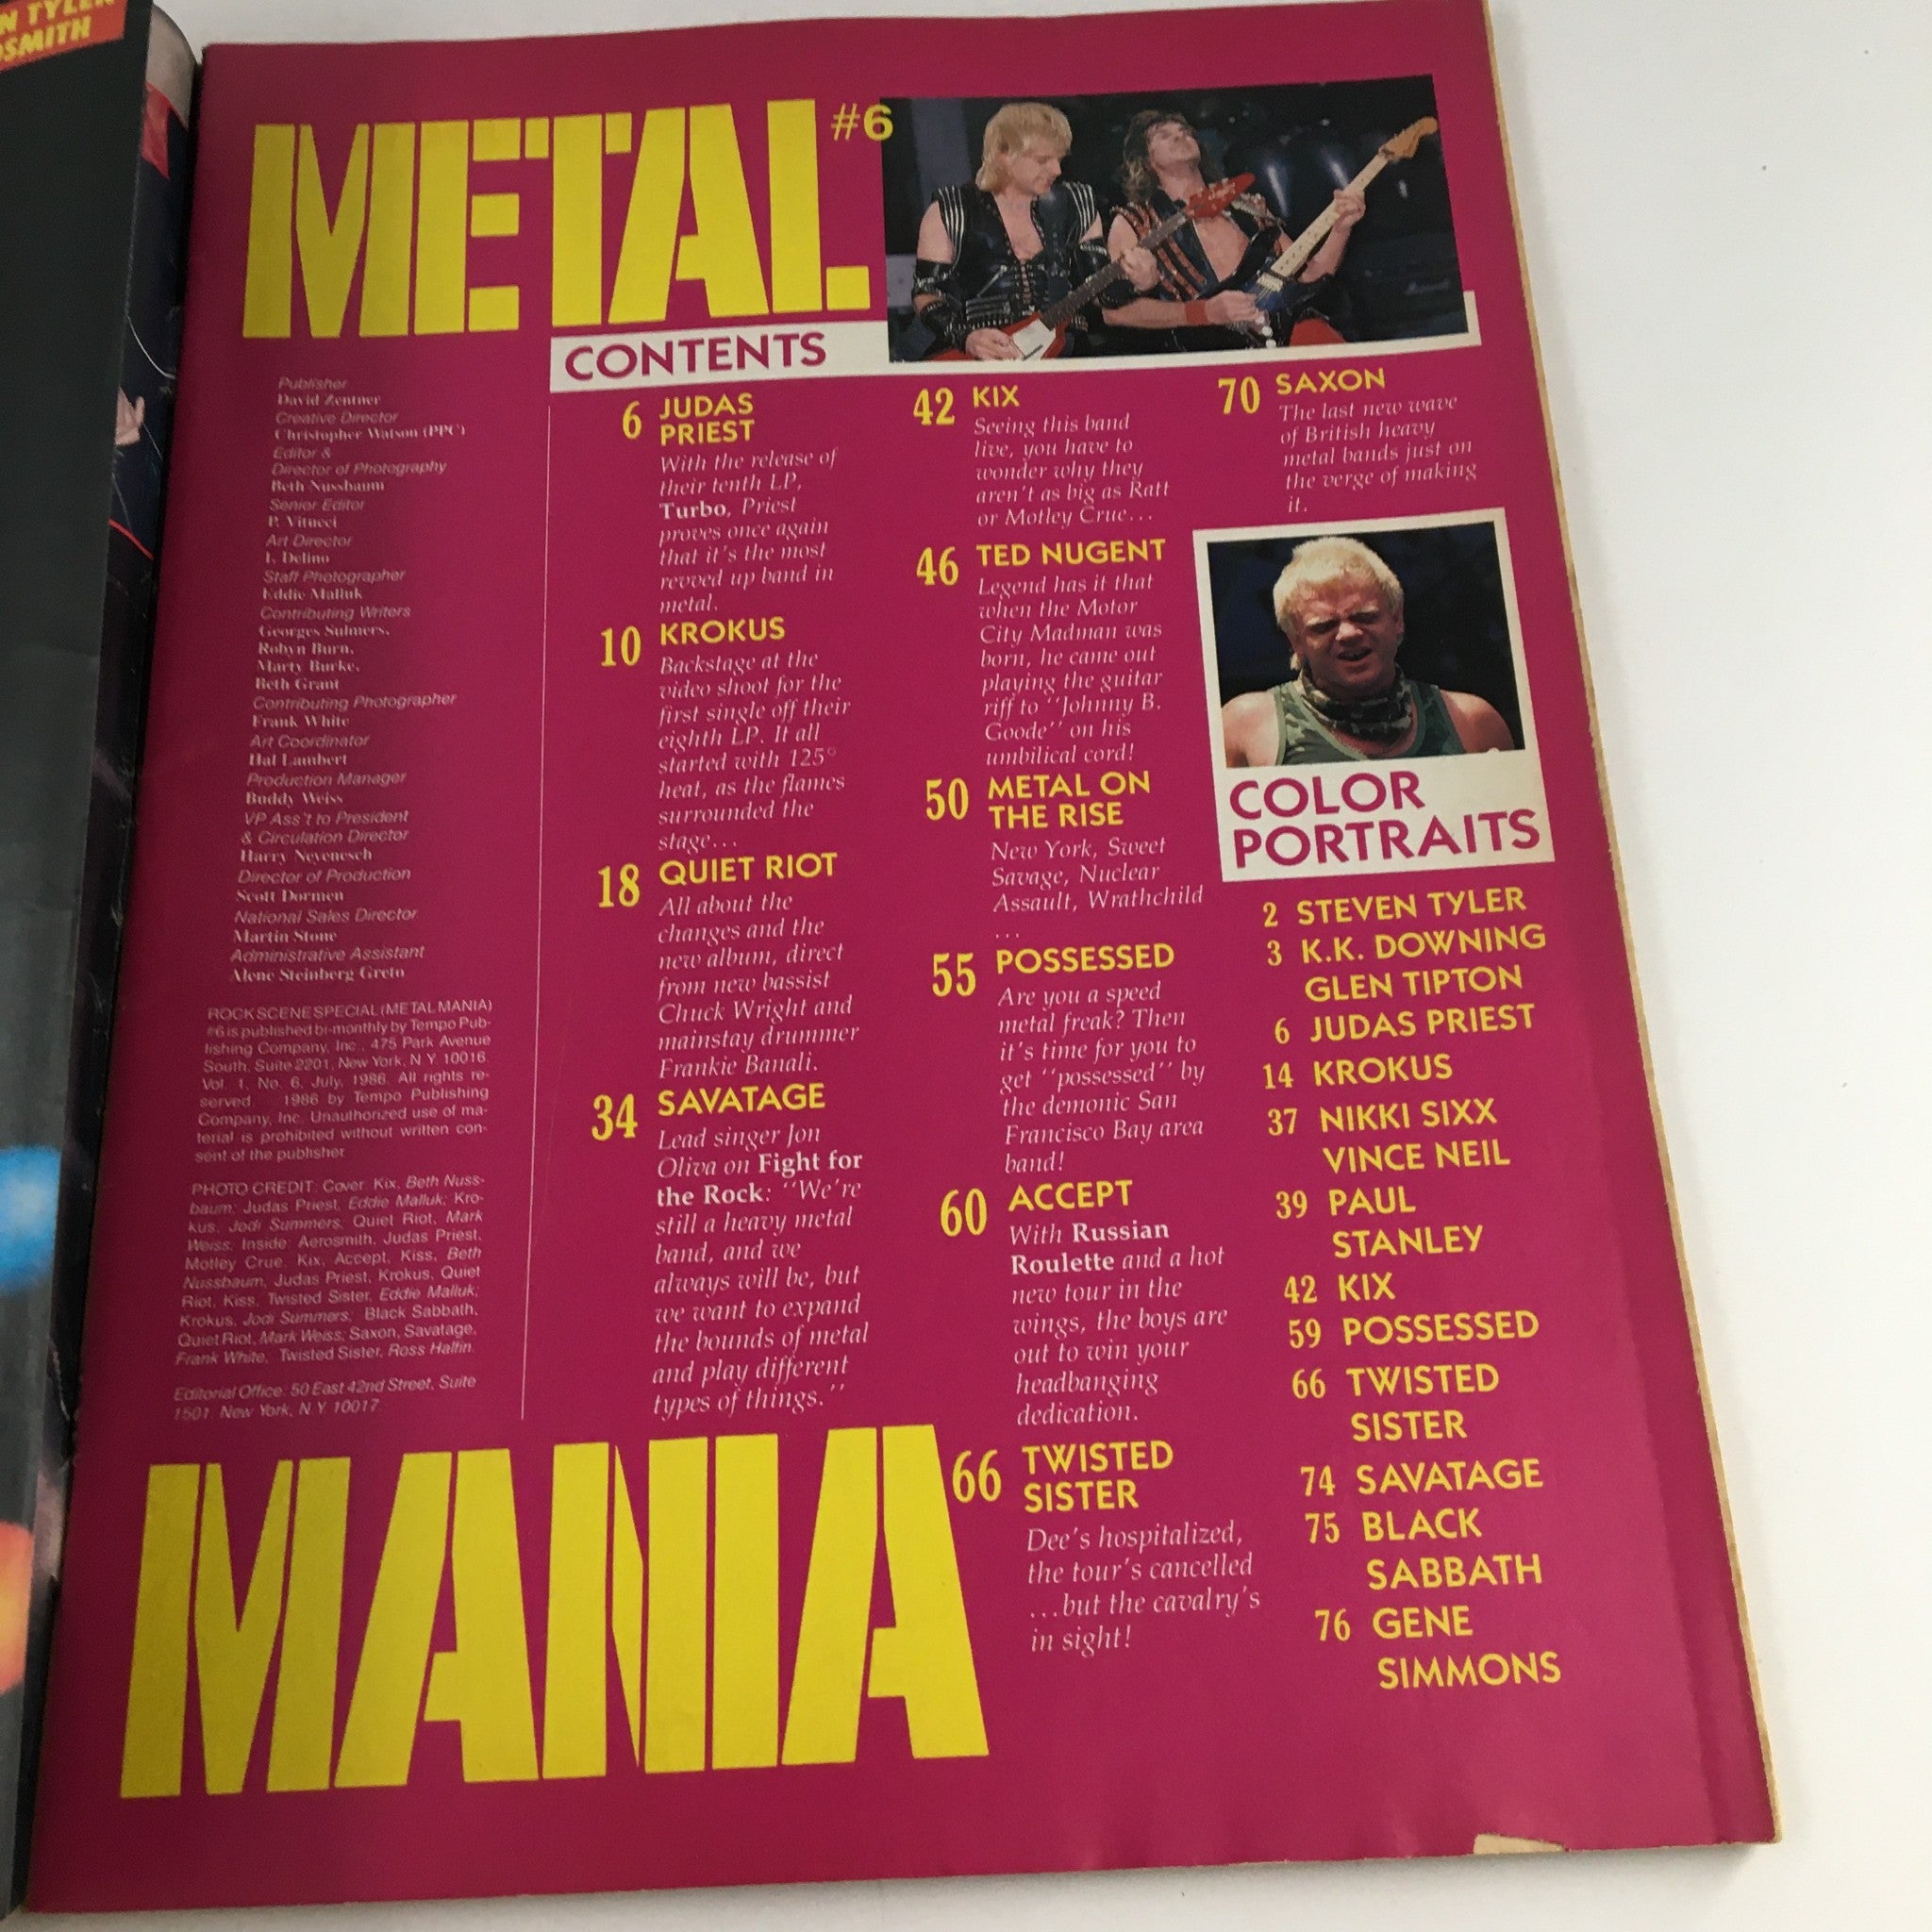 N TYLER
OSMITH
METAL
#6
CONTENTS
Publisher
David Zentner
Creative Director
Christopher Watson (PPC)
Editor &
Director of Photography
Beth Nussbaum
Senior Editor
P. Vitucci
Art Director
I. Delino
Staff Photographer
Eddie Malluk
Contributing Writers
Georges Sulmers,
Robyn Burn,
Marty Burke,
Beth Grant
Contributing Photographer
Frank White
Art Coordinator
Hal Lambert
Production Manager
Buddy Weiss
VP Ass't to President
& Circulation Director
Harry Neyenesch
Director of Production
Scott Dormen
National Sales Director
Martin Stone
Administrative Assistant
Alene Steinberg Greto
ROCK SCENE SPECIAL (METAL MANIA)
#6 is published bi-monthly by Tempo Pub-
lishing Company, Inc., 475 Park Avenue
South, Suite 2201, New York, N.Y. 10016.
Vol. 1, No. 6, July, 1986. All rights re-
served. 1986 by Tempo Publishing
Company, Inc. Unauthorized use of ma-
terial is prohibited without written con-
sent of the publisher.
PHOTO CREDIT: Cover: Kix, Beth Nuss-
baum; Judas Priest, Eddie Malluk; Kro-
kus, Jodi Summers; Quiet Riot, Mark
Weiss. Inside: Aerosmith, Judas Priest,
Motley Crue, Kix, Accept, Kiss, Beth
Nussbaum, Judas Priest, Krokus, Quiet
Riot, Kiss, Twisted Sister, Eddie Malluk;
Krokus, Jodi Summers; Black Sabbath,
Quiet Riot, Mark Weiss; Saxon, Savatage,
Frank White, Twisted Sister, Ross Halfin.
Editorial Office: 50 East 42nd Street, Suite
1501, New York, N.Y. 10017
6 JUDAS
PRIEST
With the release of
their tenth LP,
Turbo, Priest
proves once again
that it's the most
revved up band in
metal.
10 KROKUS
Backstage at the
video shoot for the
first single off their
eighth LP. It all
started with 125°
heat, as the flames
surrounded the
stage...
18 QUIET RIOT
All about the
changes and the
new album, direct
from new bassist
Chuck Wright and
mainstay drummer
Frankie Banali.
34 SAVATAGE
Lead singer Jon
Oliva on Fight for
the Rock: "We're
still a heavy metal
band, and we
always will be, but
we want to expand
the bounds of metal
and play different
types of things."
42 KIX
Seeing this band
live, you have to
wonder why they
aren't as big as Ratt
or Motley Crue...
46 TED NUGENT
Legend has it that
when the Motor
City Madman was
born, he came out
playing the guitar
riff to "Johnny B.
Goode" on his
umbilical cord!
50 METAL ON
THE RISE
New York, Sweet
Savage, Nuclear
Assault, Wrathchild
...
55 POSSESSED
Are you a speed
metal freak? Then
it's time for you to
get "possessed" by
the demonic San
Francisco Bay area
band!
60 ACCEPT
With Russian
Roulette and a hot
new tour in the
wings, the boys are
out to win your
headbanging
dedication.
66 TWISTED
SISTER
Dee's hospitalized,
the tour's cancelled
...but the cavalry's
in sight!
70 SAXON
The last new wave
of British heavy
metal bands just on
the verge of making
it.
COLOR
PORTRAITS
2 STEVEN TYLER
3 K.K. DOWNING
GLEN TIPTON
6 JUDAS PRIEST
14 KROKUS
37 NIKKI SIXX
VINCE NEIL
39 PAUL
STANLEY
42 KIX
59 POSSESSED
66 TWISTED
SISTER
74 SAVATAGE
75 BLACK
SABBATH
76 GENE
SIMMONS
MANIA